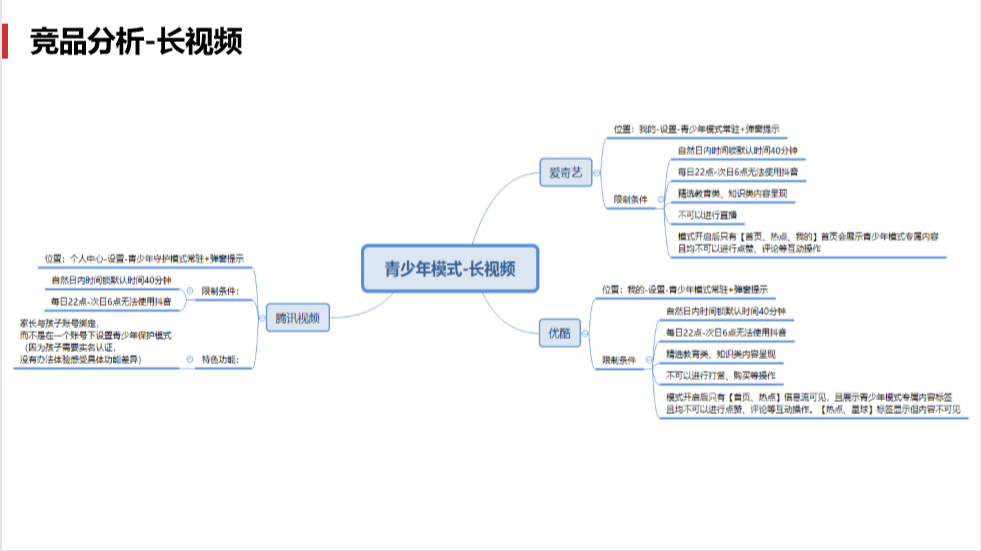 竞品分析-长视频
青少年模式-长视频
爱奇艺
位置：我的-设置-青少年模式常驻+弹窗提示
限制条件
自然日内时间锁默认时间40分钟
每日22点-次日6点无法使用抖音
精选教育类、知识类内容呈现
不可以进行直播
模式开启后只有【首页、热点、我的】首页会展示青少年模式专属内容
且均不可以进行点赞、评论等互动操作
优酷
位置：我的-设置-青少年模式常驻+弹窗提示
限制条件
自然日内时间锁默认时间40分钟
每日22点-次日6点无法使用抖音
精选教育类、知识类内容呈现
不可以进行打赏、购买等操作
模式开启后只有【首页、热点】信息流可见，且展示青少年模式专属内容标签
且均不可以进行点赞、评论等互动操作。【热点、星球】标签显示但内容不可见
腾讯视频
位置：个人中心-设置-青少年守护模式常驻+弹窗提示
限制条件：
自然日内时间锁默认时间40分钟
每日22点-次日6点无法使用抖音
特色功能：
家长与孩子账号绑定，
而不是在一个账号下设置青少年保护模式
（因为孩子需要实名认证，
没有办法体验感受具体功能差异）